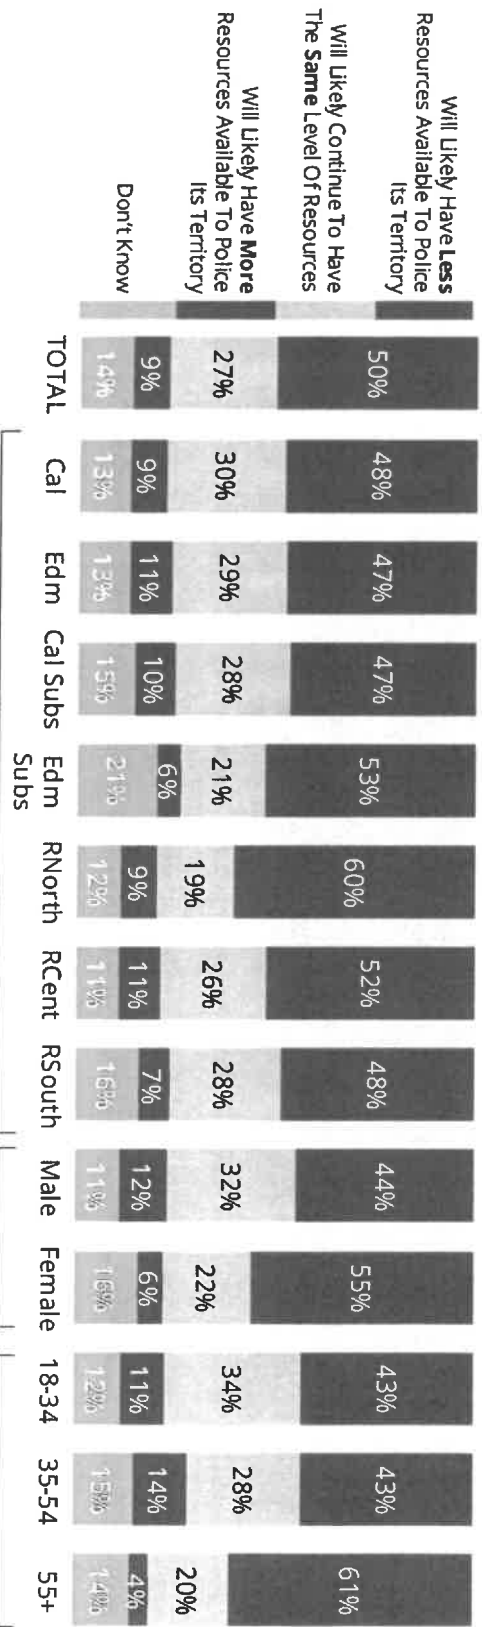 Will Likely Have Less
Resources Available To Police
Its Territory
Will Likely Continue To Have
The Same Level Of Resources
Will Likely Have More
Resources Available To Police
Its Territory
Don't Know
50%
27%
9%
14%
TOTAL
48%
30%
9%
13%
Cal
47%
29%
11%
13%
Edm
47%
28%
10%
15%
Cal Subs
53%
21%
6%
21%
Edm
Subs
60%
19%
9%
12%
RNorth
52%
26%
11%
11%
RCent
48%
28%
7%
16%
RSouth
44%
32%
12%
11%
Male
55%
22%
6%
16%
Female
43%
34%
11%
12%
18-34
43%
28%
14%
15%
35-54
61%
20%
4%
14%
55+